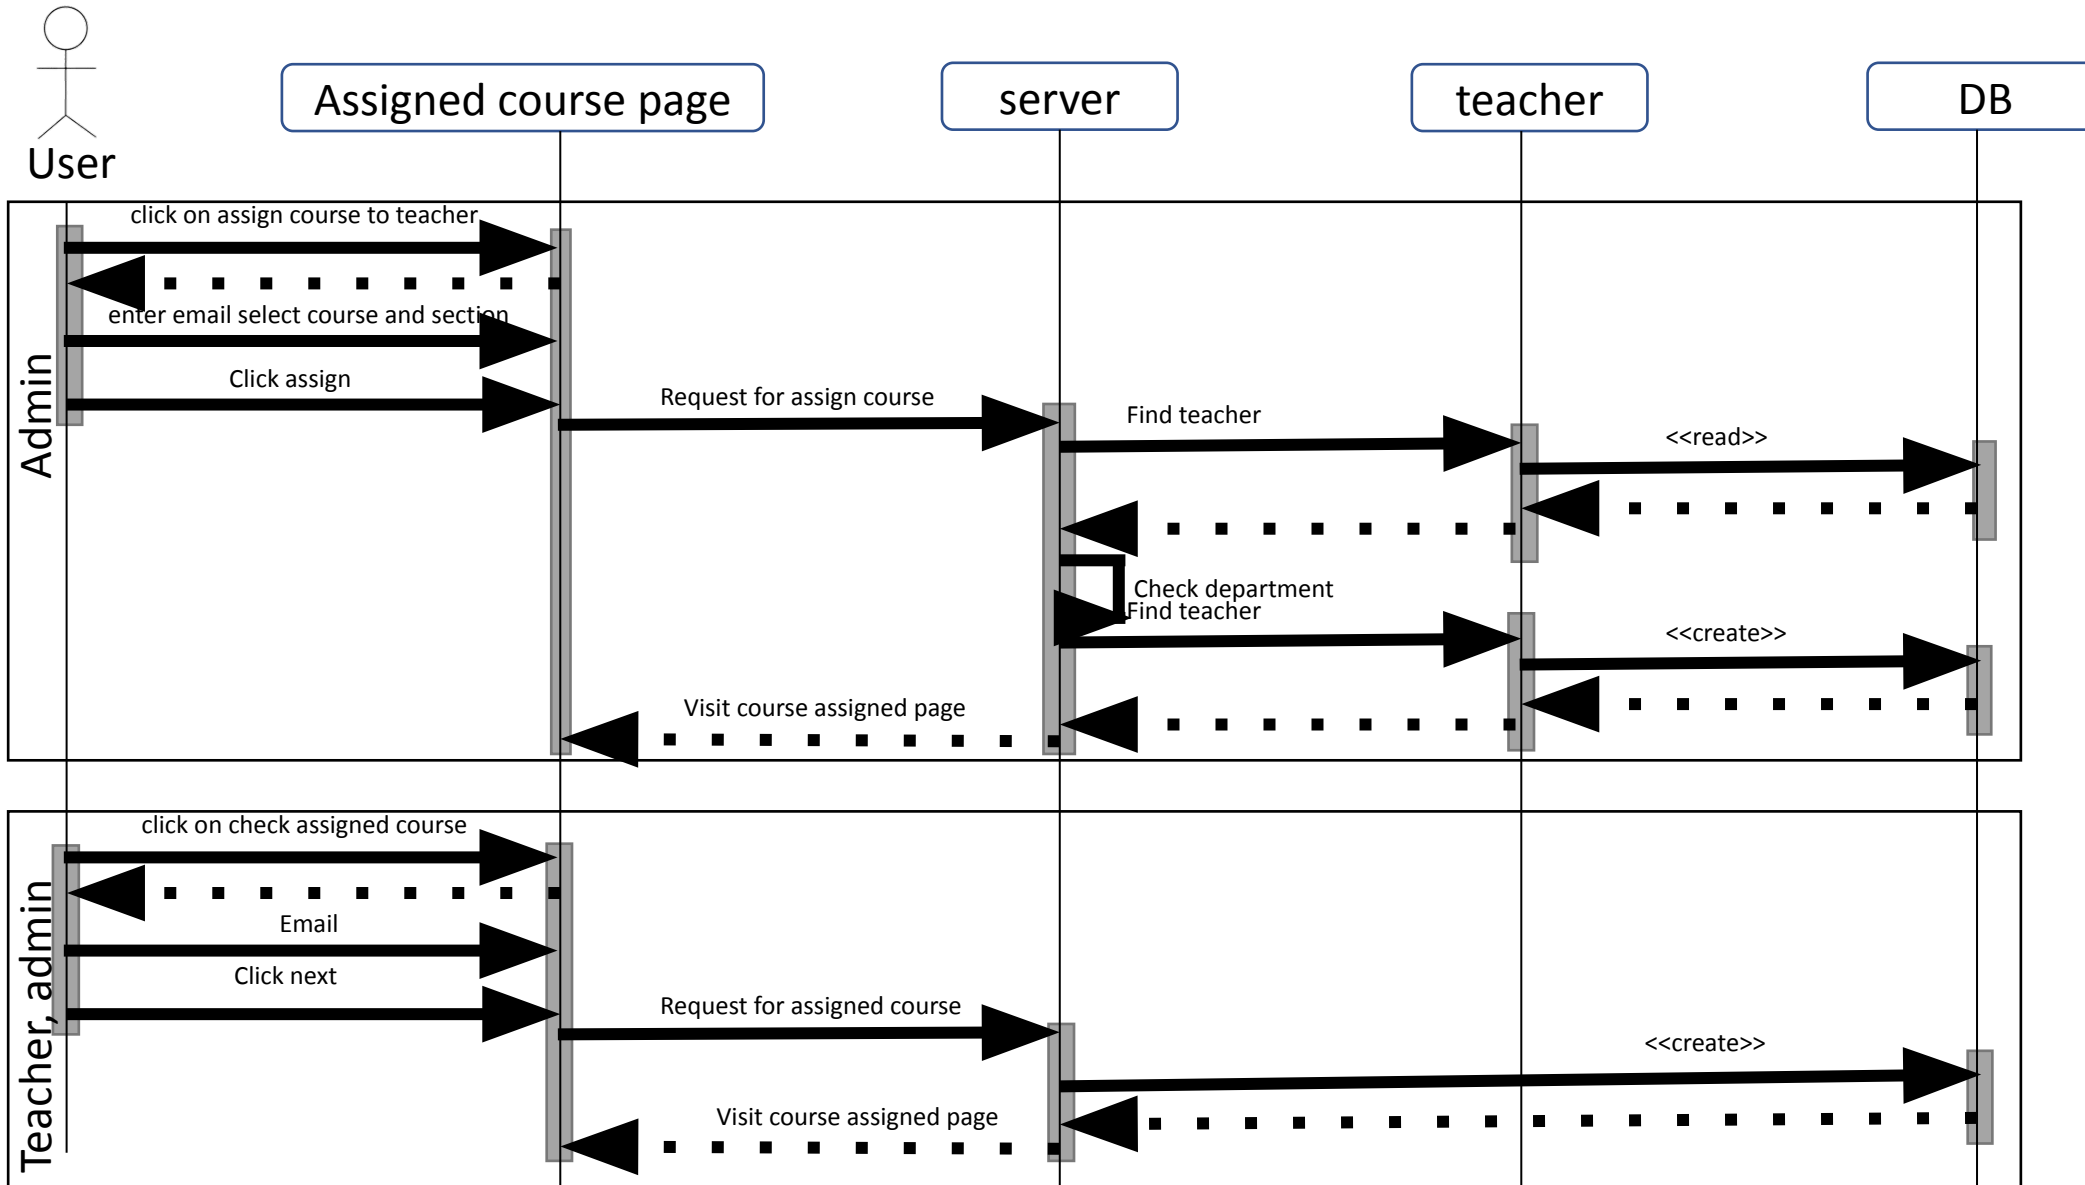 User
Assigned course page
server
teacher
DB
Admin
click on assign course to teacher
enter email select course and section
Click assign
Request for assign course
Find teacher
<<read>>
Check department
Find teacher
<<create>>
Visit course assigned page
Teacher, admin
click on check assigned course
Email
Click next
Request for assigned course
<<create>>
Visit course assigned page